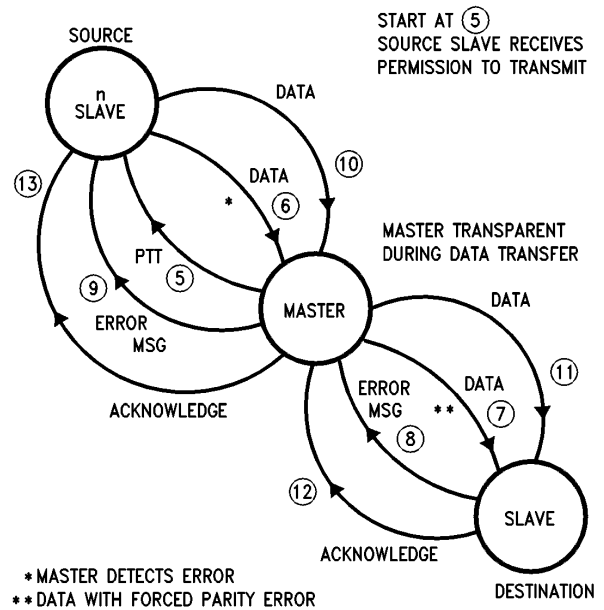 START AT 5
SOURCE SLAVE RECEIVES
PERMISSION TO TRANSMIT
SOURCE
n
SLAVE
DATA
10
13
DATA
*
6
PTT
5
9
ERROR
MSG
MASTER TRANSPARENT
DURING DATA TRANSFER
MASTER
DATA
11
ACKNOWLEDGE
ERROR
MSG
**
DATA
7
8
12
SLAVE
ACKNOWLEDGE
DESTINATION
*MASTER DETECTS ERROR
**DATA WITH FORCED PARITY ERROR